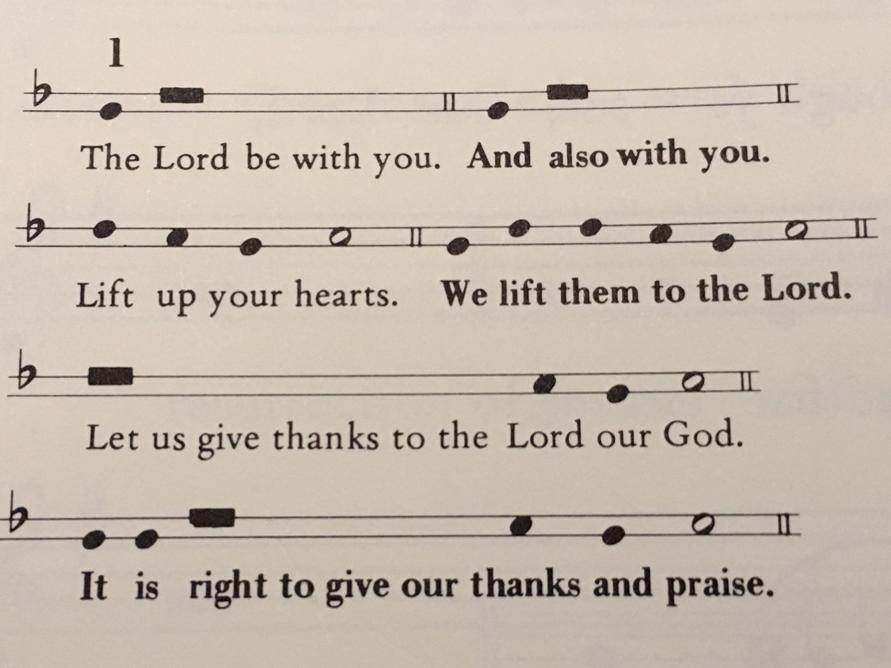 1
The Lord be with you. And also with you.
Lift up your hearts. We lift them to the Lord.
Let us give thanks to the Lord our God.
It is right to give our thanks and praise.